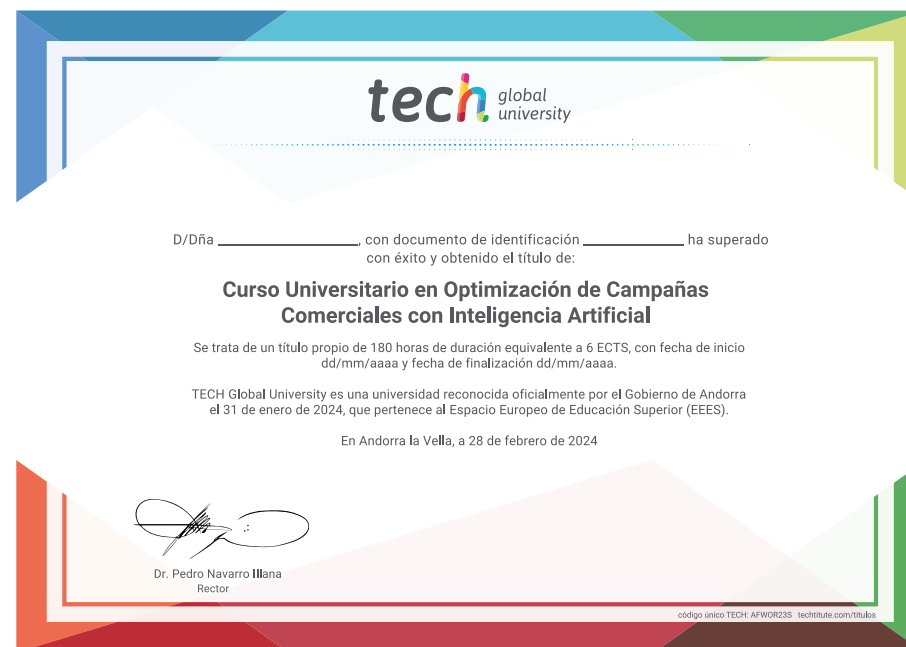 tech global university
D/Dña ____________________, con documento de identificación ______________ ha superado
con éxito y obtenido el título de:
Curso Universitario en Optimización de Campañas
Comerciales con Inteligencia Artificial
Se trata de un título propio de 180 horas de duración equivalente a 6 ECTS, con fecha de inicio
dd/mm/aaaa y fecha de finalización dd/mm/aaaa.
TECH Global University es una universidad reconocida oficialmente por el Gobierno de Andorra
el 31 de enero de 2024, que pertenece al Espacio Europeo de Educación Superior (EEES).
En Andorra la Vella, a 28 de febrero de 2024
Dr. Pedro Navarro Illana
Rector
código único TECH: AFWOR23S techtitute.com/titulos